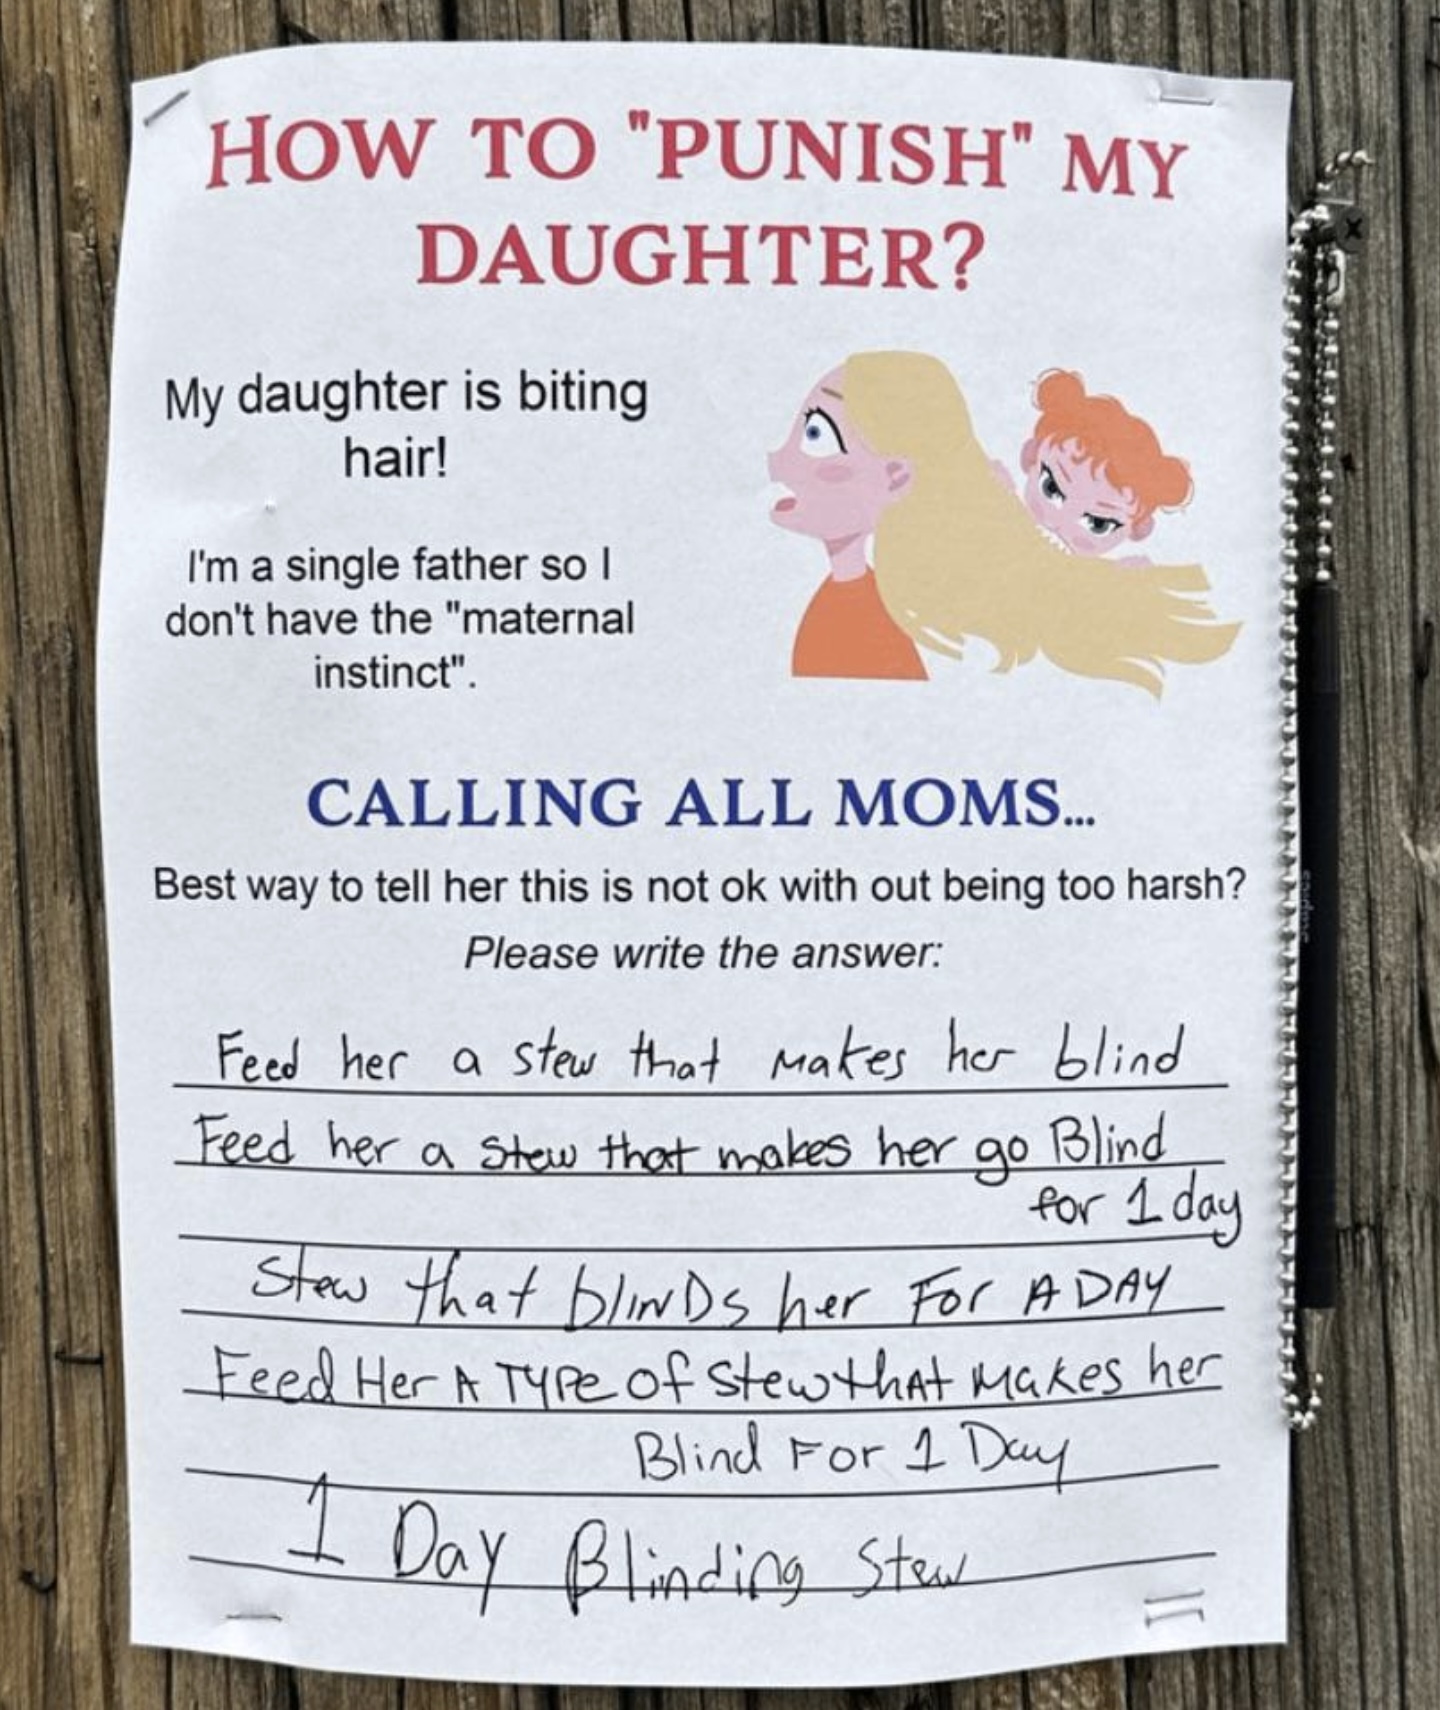 HOW TO "PUNISH" MY
DAUGHTER?
My daughter is biting
hair!
I'm a single father so I
don't have the "maternal
instinct".
CALLING ALL MOMS...
Best way to tell her this is not ok with out being too harsh?
Please write the answer:
Feed her a stew that makes her blind
Feed her a stew that makes her go Blind
for 1 day
Stew that blinDs her For A DAY
Feed Her A TYPe of Stew thAt Makes her
Blind For 1 Day
1 Day Blinding Stew